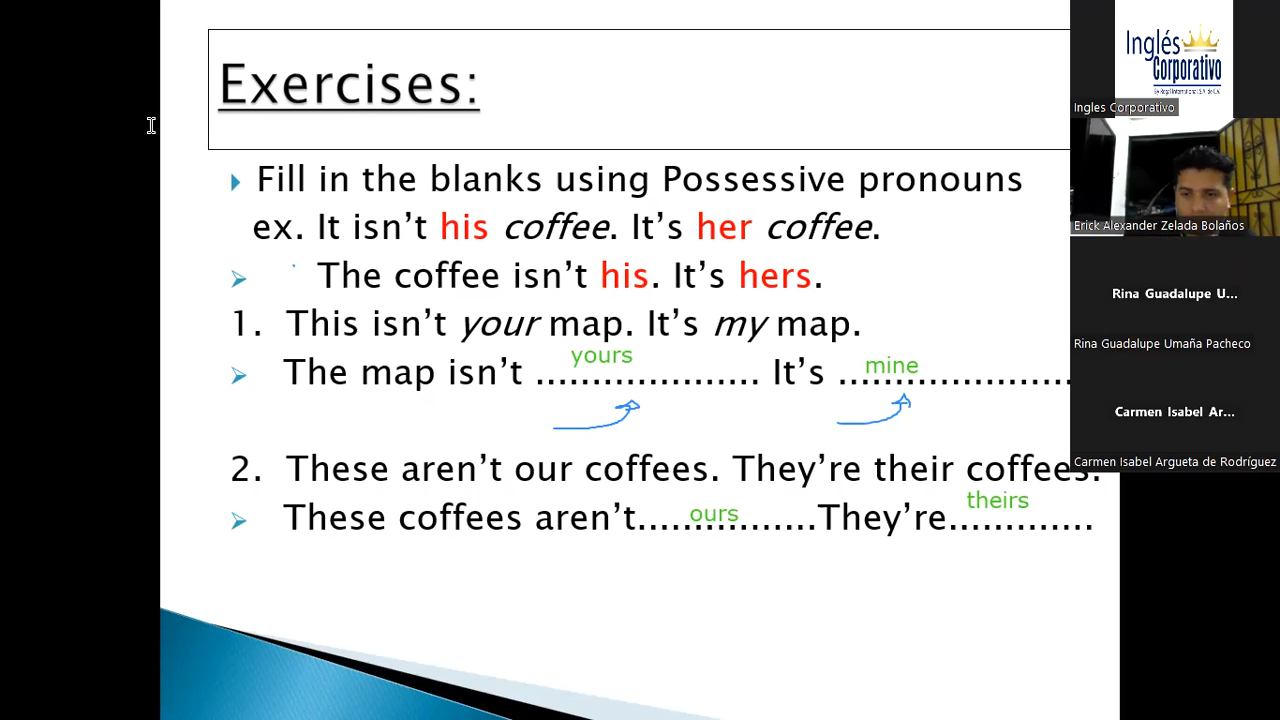 Exercises:
Fill in the blanks using Possessive pronouns
ex. It isn't his coffee. It's her coffee.
The coffee isn't his. It's hers.
1. This isn't your map. It's my map.
The map isn't .................... It's ......................
yours
mine
2. These aren't our coffees. They're their coffees.
These coffees aren't................They're.............
ours
theirs
Inglés
Corporativo
Ingles Corporativo
Erick Alexander Zelada Bolaños
Rina Guadalupe U...
Rina Guadalupe Umaña Pacheco
Carmen Isabel Ar...
Carmen Isabel Argueta de Rodríguez